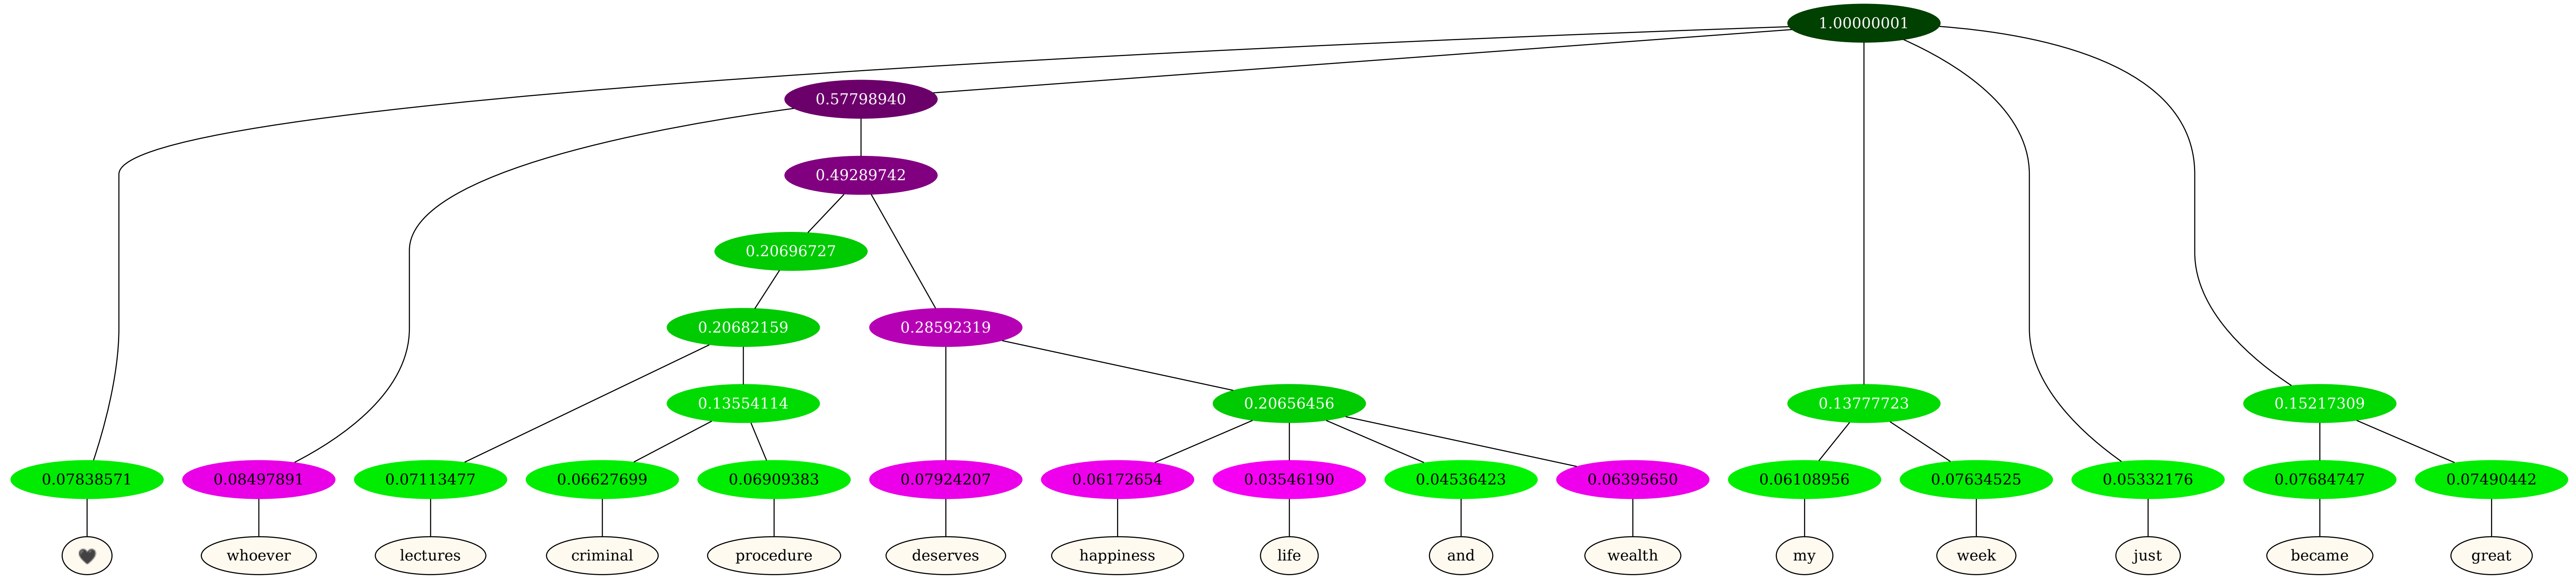 1.00000001
0.57798940
0.49289742
0.20696727
0.20682159 0.28592319
0.13554114 0.20656456 0.13777723 0.15217309
0.07838571 0.08497891 0.07113477 0.06627699 0.06909383 0.07924207 0.06172654 0.03546190 0.04536423 0.06395650 0.06108956 0.07634525 0.05332176 0.07684747 0.07490442
🖤 whoever lectures criminal procedure deserves happiness life and wealth my week just became great